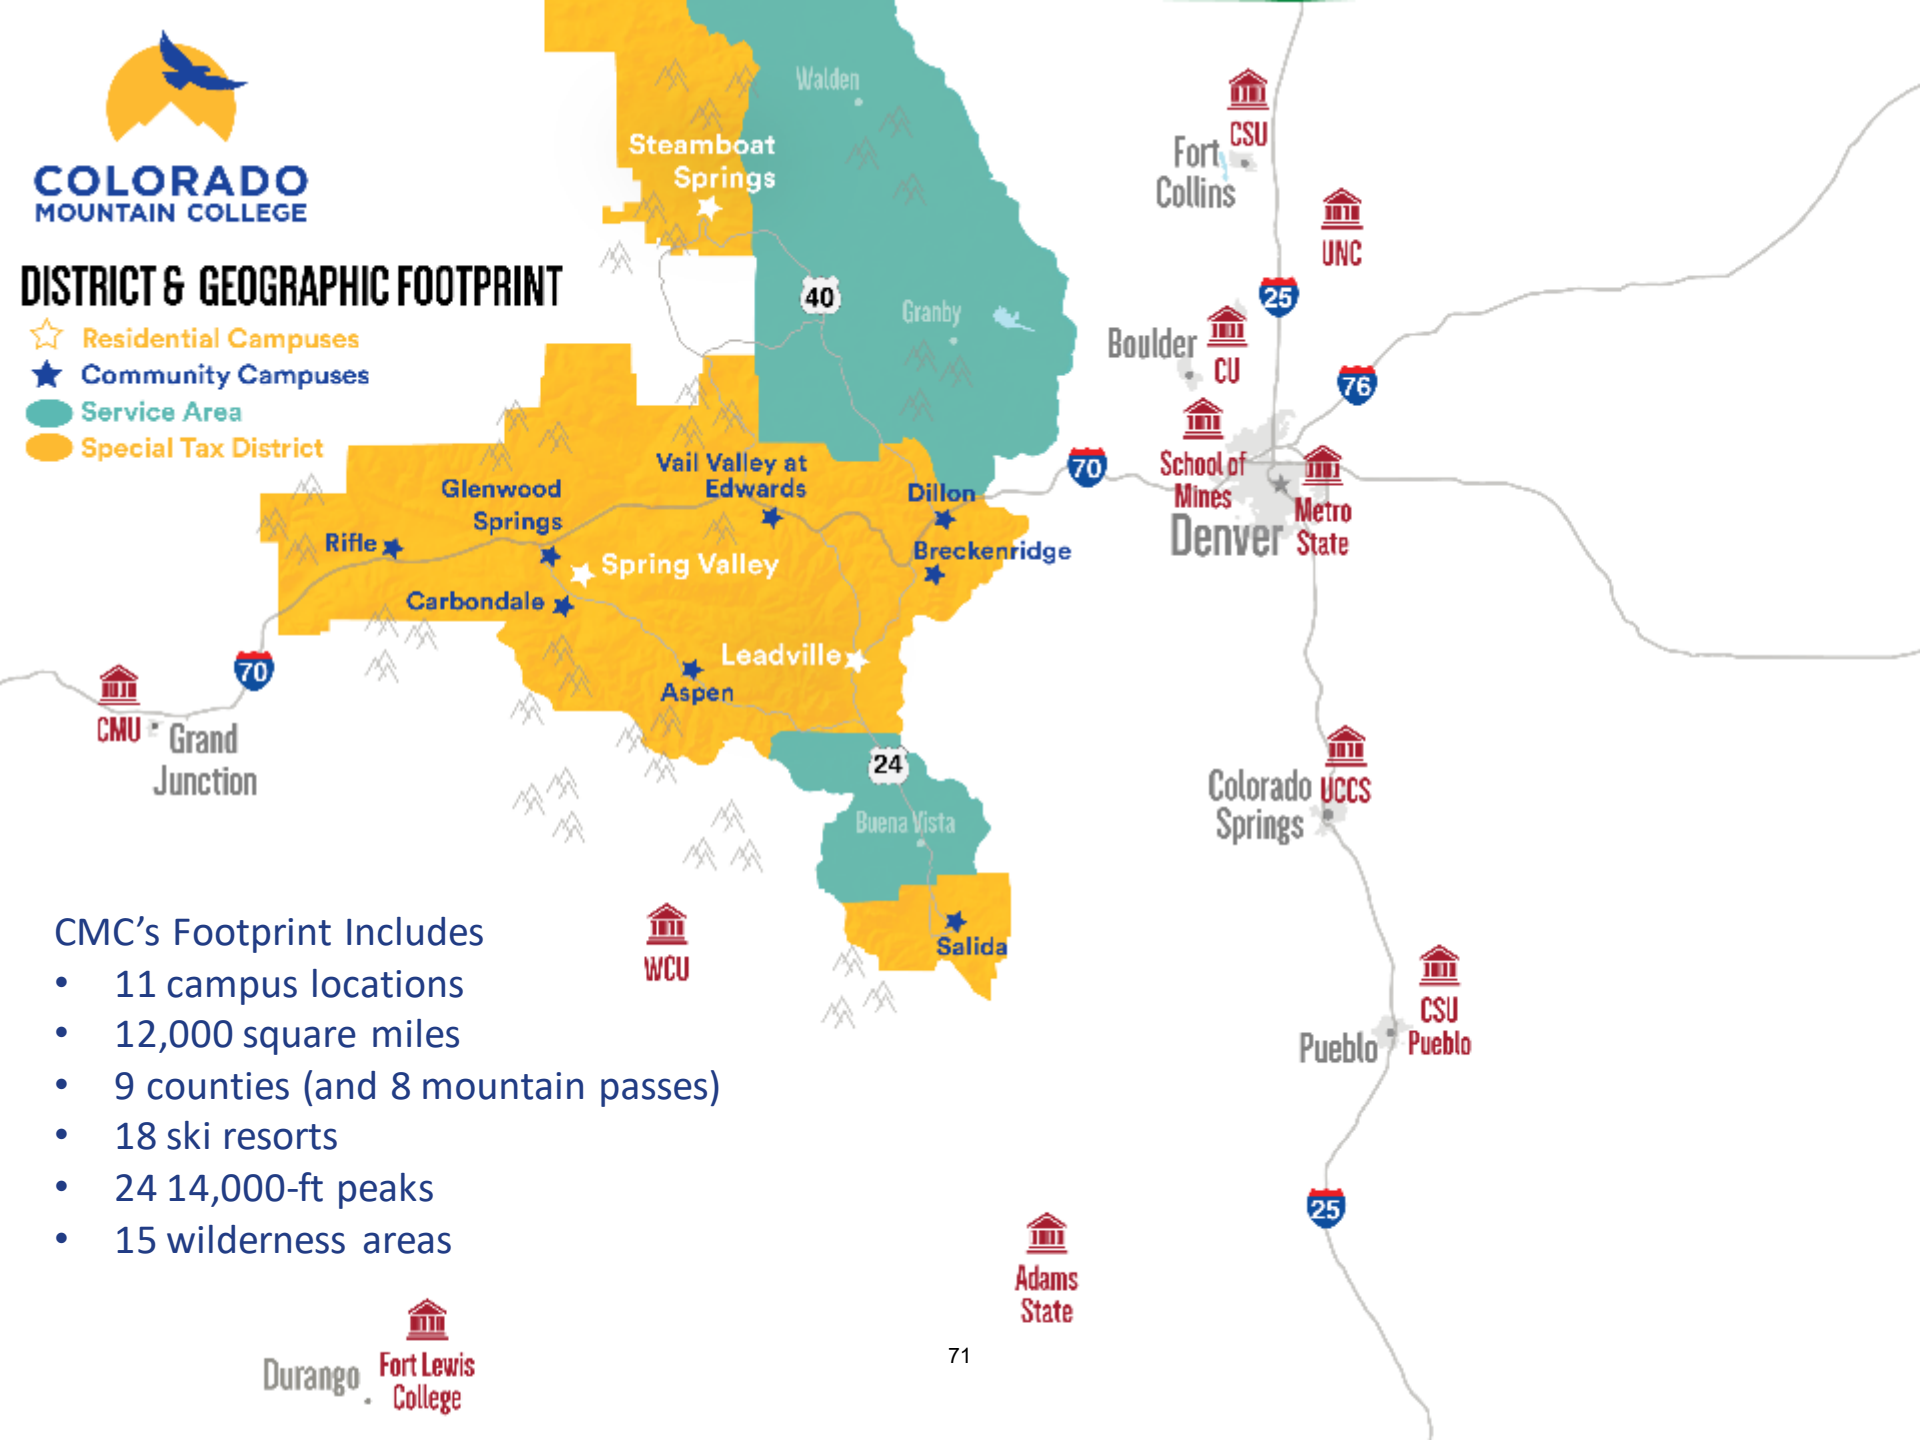 COLORADO
MOUNTAIN COLLEGE
DISTRICT & GEOGRAPHIC FOOTPRINT
Residential Campuses
Community Campuses
Service Area
Special Tax District
Walden
Steamboat
Springs
40
Granby
CSU
Fort
Collins
UNC
25
Boulder
CU
76
70
School of
Mines
Metro
State
Denver
Vail Valley at
Edwards
Glenwood
Springs
Dillon
Rifle
Breckenridge
Spring Valley
Carbondale
Leadville
Aspen
70
CMU
Grand
Junction
24
Buena Vista
Salida
WCU
Colorado
Springs
UCCS
CSU
Pueblo
Pueblo
25
CMC’s Footprint Includes
• 11 campus locations
• 12,000 square miles
• 9 counties (and 8 mountain passes)
• 18 ski resorts
• 24 14,000-ft peaks
• 15 wilderness areas
Adams
State
Durango
Fort Lewis
College
71